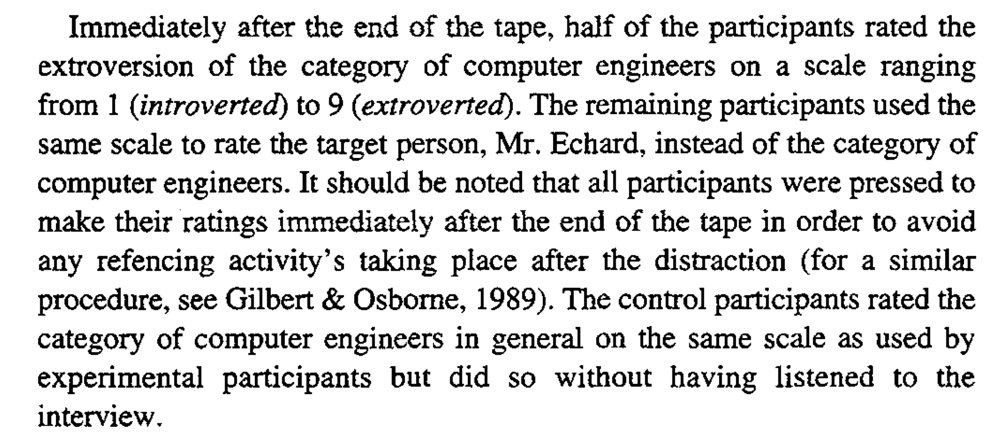 Immediately after the end of the tape, half of the participants rated the
extroversion of the category of computer engineers on a scale ranging
from 1 (introverted) to 9 (extroverted). The remaining participants used the
same scale to rate the target person, Mr. Echard, instead of the category of
computer engineers. It should be noted that all participants were pressed to
make their ratings immediately after the end of the tape in order to avoid
any refencing activity's taking place after the distraction (for a similar
procedure, see Gilbert & Osborne, 1989). The control participants rated the
category of computer engineers in general on the same scale as used by
experimental participants but did so without having listened to the
interview.